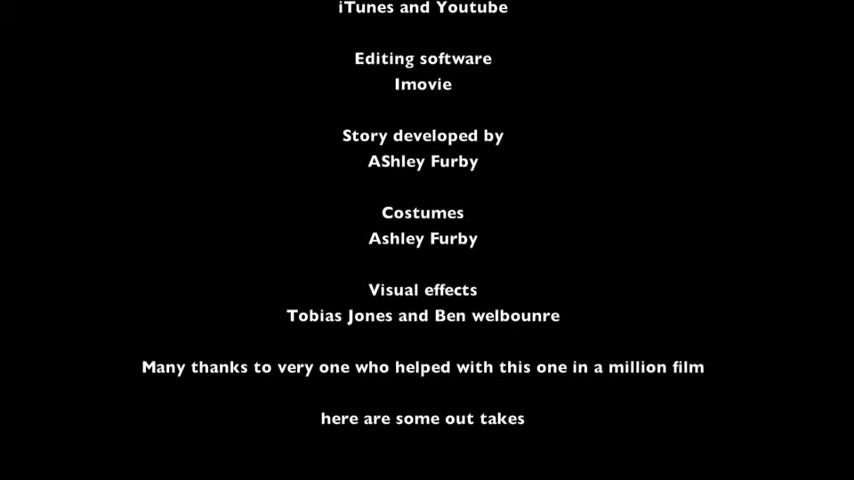 iTunes and Youtube
Editing software
Imovie
Story developed by
AShley Furby
Costumes
Ashley Furby
Visual effects
Tobias Jones and Ben welbounre
Many thanks to very one who helped with this one in a million film
here are some out takes